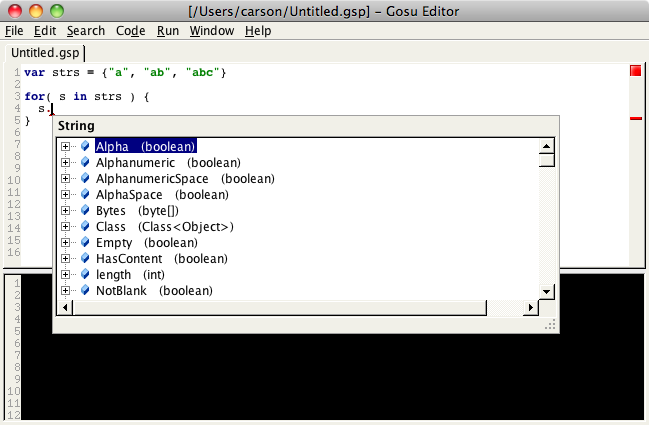 [/Users/carson/Untitled.gsp] - Gosu Editor
File Edit Search Code Run Window Help
Untitled.gsp
1 var strs = {"a", "ab", "abc"}
2
3 for( s in strs ) {
4 s.
5 }
6
7
8
9
10
11
12
13
14
15
16
String
Alpha (boolean)
Alphanumeric (boolean)
AlphanumericSpace (boolean)
AlphaSpace (boolean)
Bytes (byte[])
Class (Class<Object>)
Empty (boolean)
HasContent (boolean)
length (int)
NotBlank (boolean)
1
2
3
4
5
6
7
8
9
10
11
12